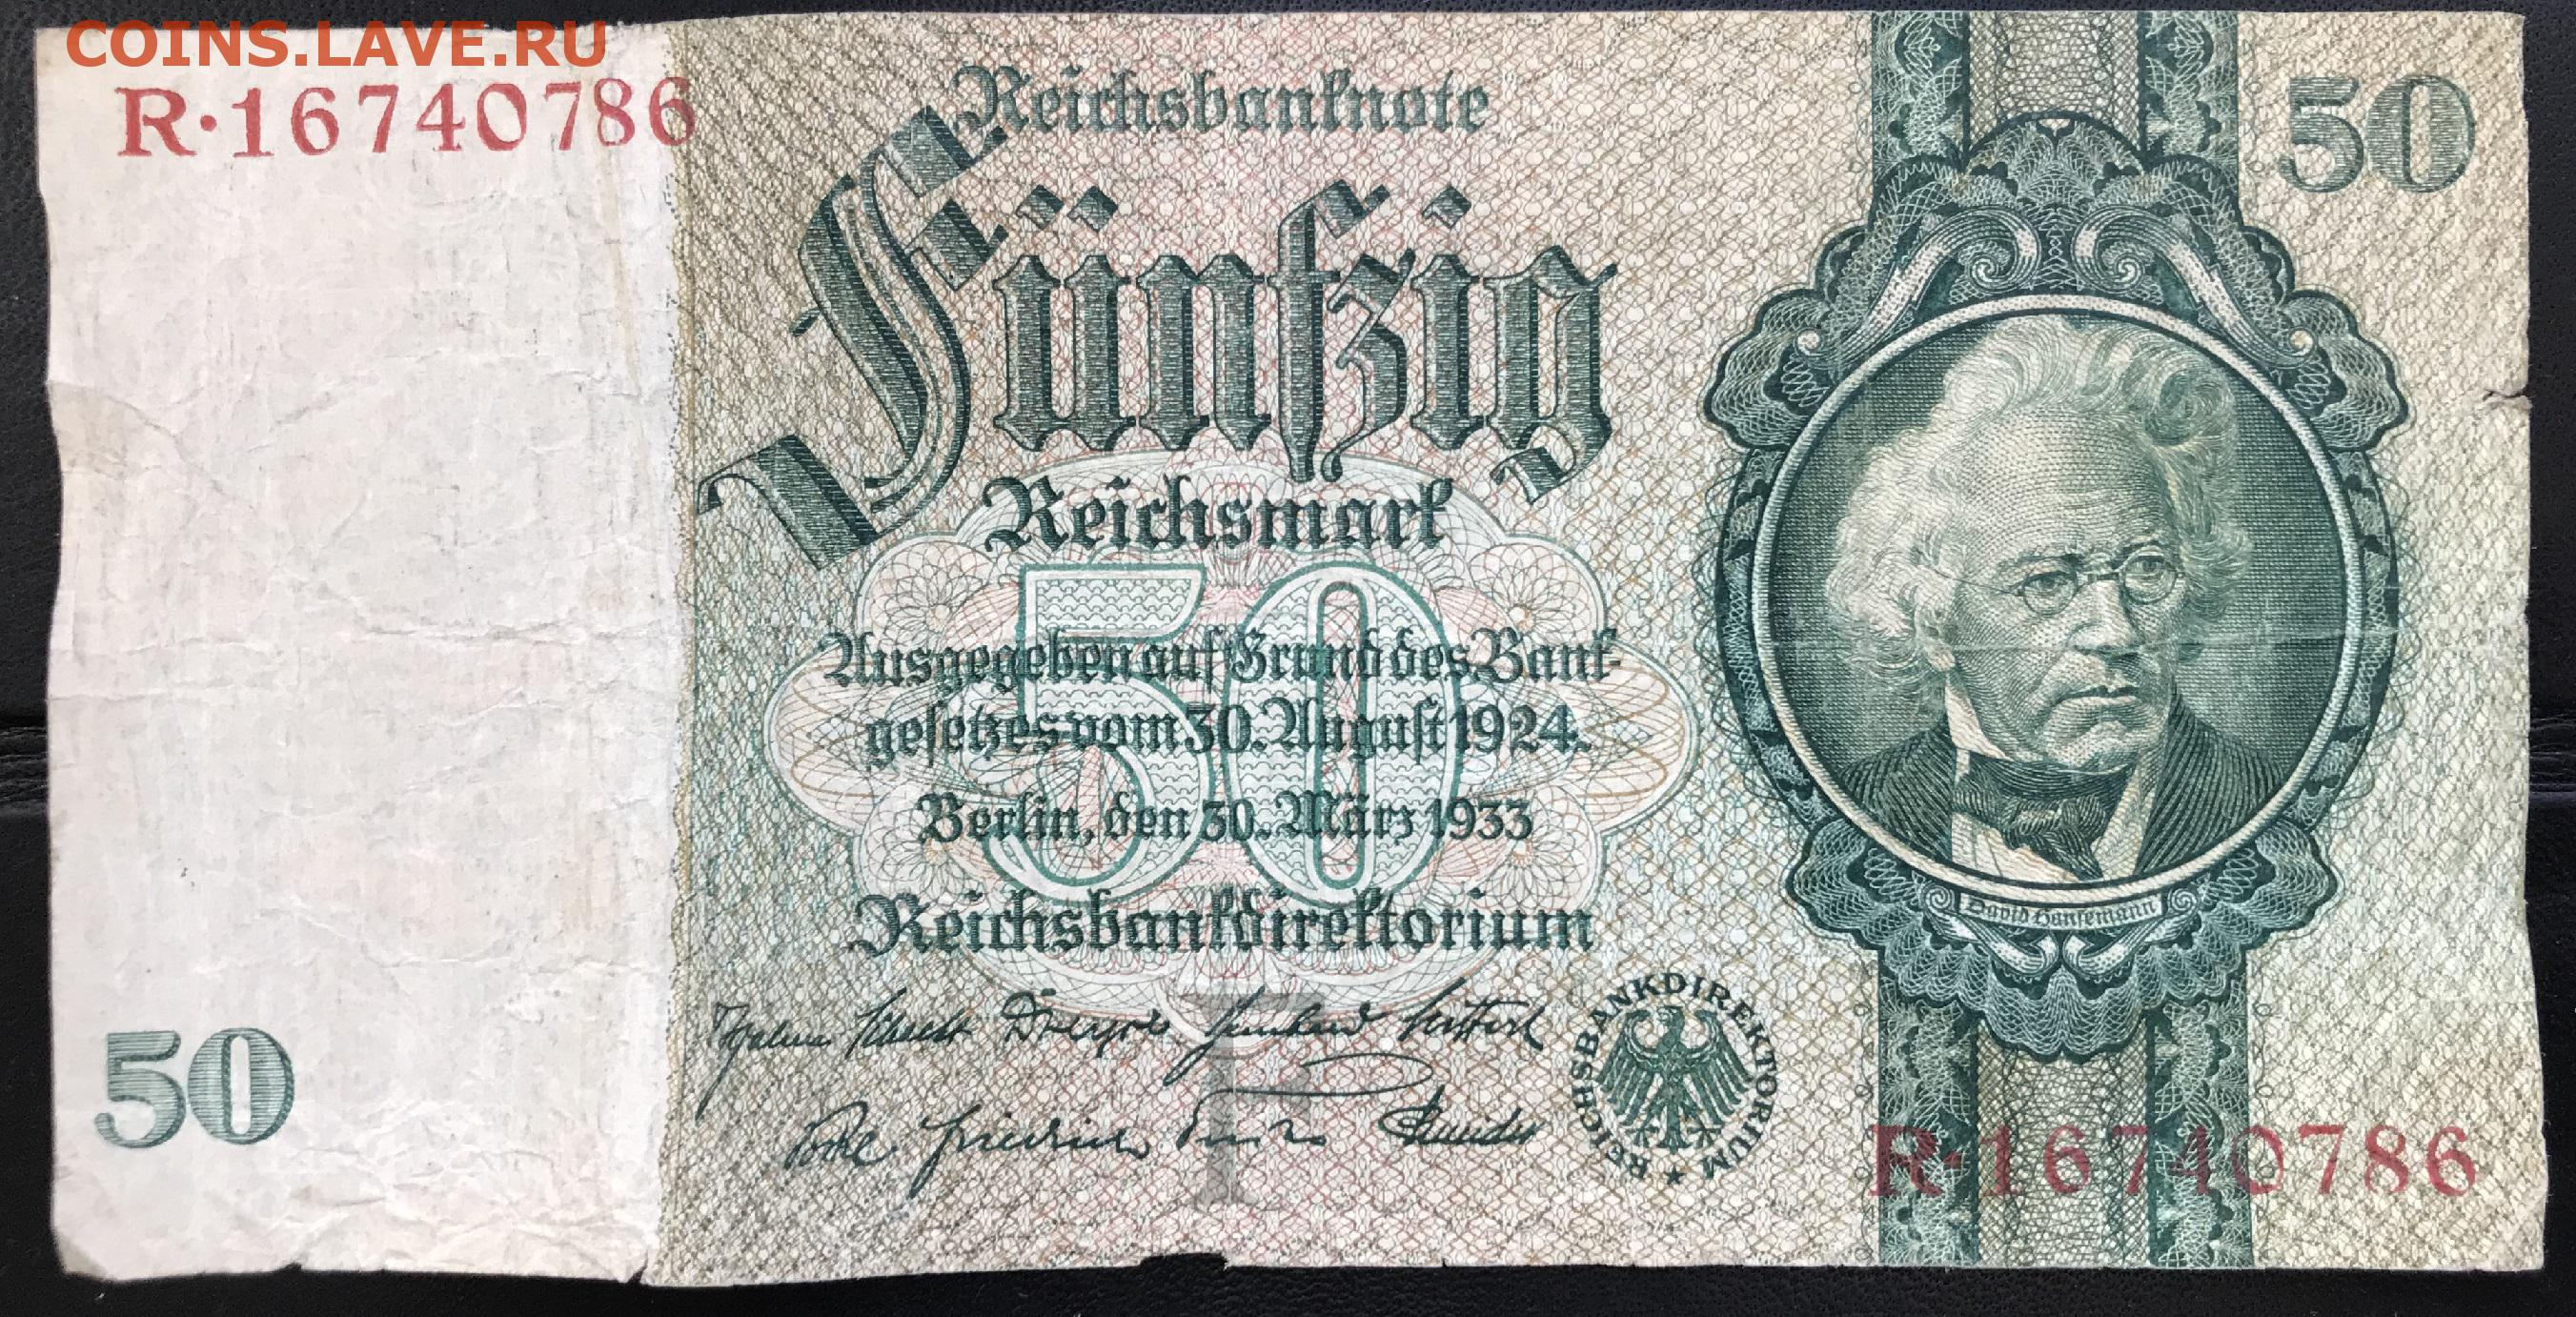 COINS.LAVE.RU
R·16740786
Reichsbanknote
50
Fünfzig
Reichsmark
50
Ausgegeben auf Grund des Bank-
gesetzes vom 30. August 1924.
Berlin, den 30. März 1933
Reichsbankdirektorium
David Hansemann
REICHSBANKDIREKTORIUM
50
R·16740786